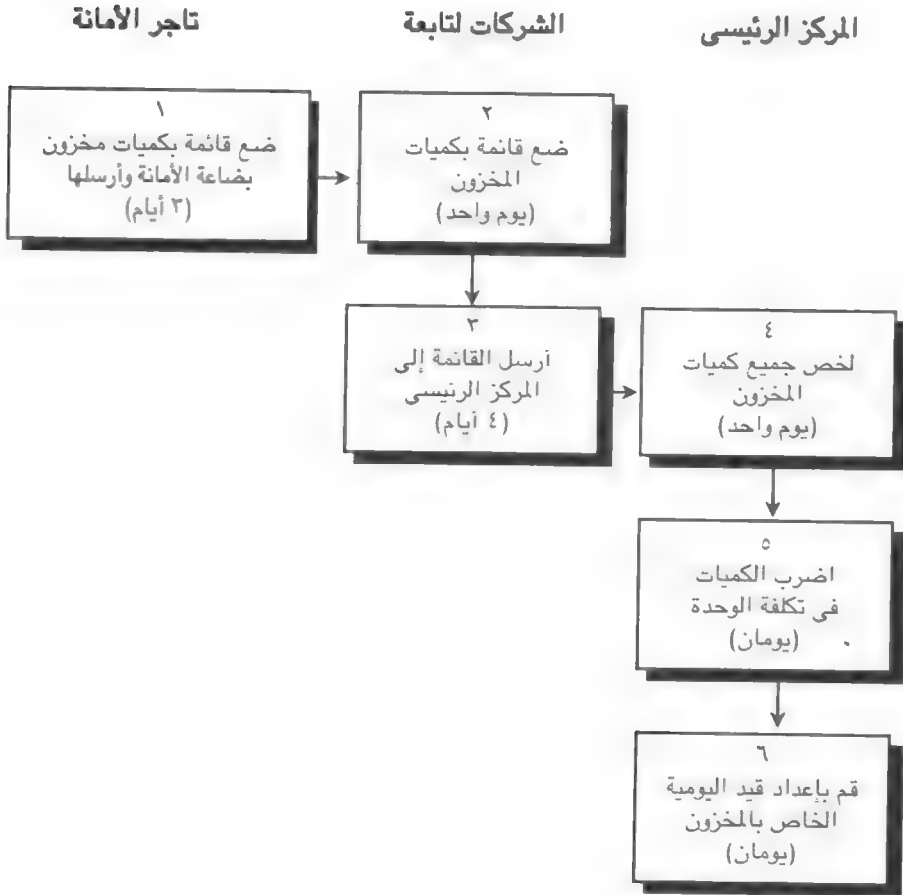 تاجر الأمانة
الشركات لتابعة
المركز الرئيسى
١
ضع قائمة بكميات مخزون
بضاعة الأمانة وأرسلها
(٣ أيام)
٢
ضع قائمة بكميات
المخزون
(يوم واحد)
٣
أرسل القائمة إلى
المركز الرئيسى
(٤ أيام)
٤
لخص جميع كميات
المخزون
(يوم واحد)
٥
اضرب الكميات
فى تكلفة الوحدة
(يومان)
٦
قم بإعداد قيد اليومية
الخاص بالمخزون
(يومان)